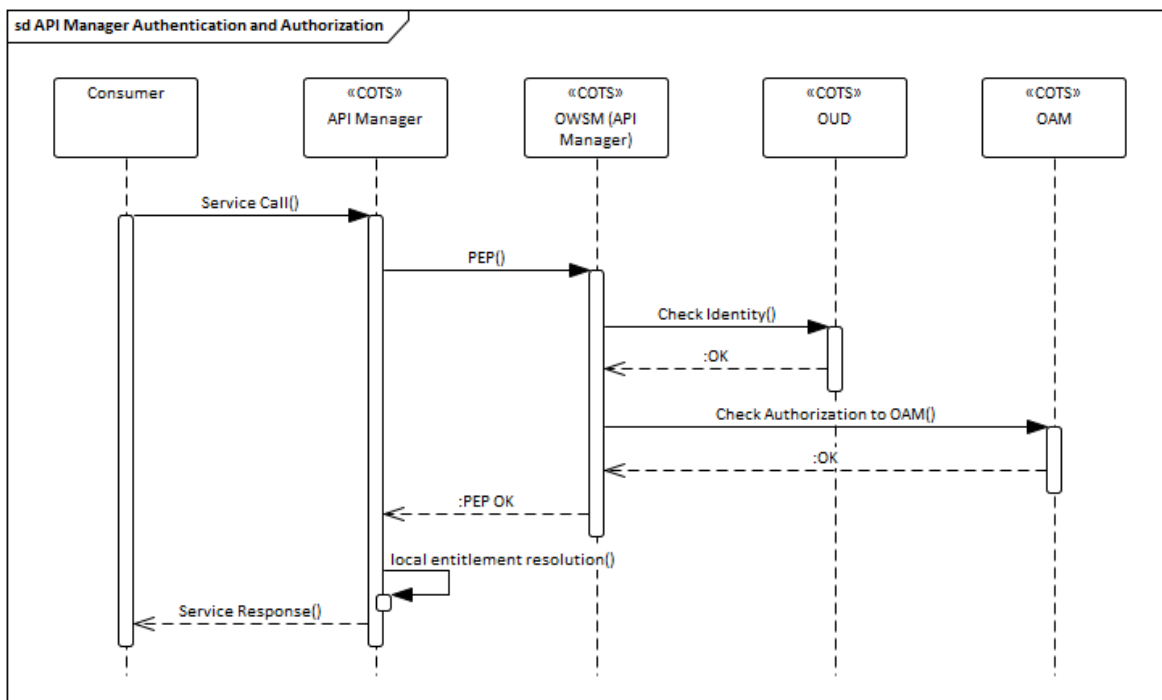 sd API Manager Authentication and Authorization
Consumer
«COTS»
API Manager
«COTS»
OWSM (API
Manager)
«COTS»
OUD
«COTS»
OAM
Service Call()
PEP()
Check Identity()
:OK
Check Authorization to OAM()
:OK
:PEP OK
local entitlement resolution()
Service Response()